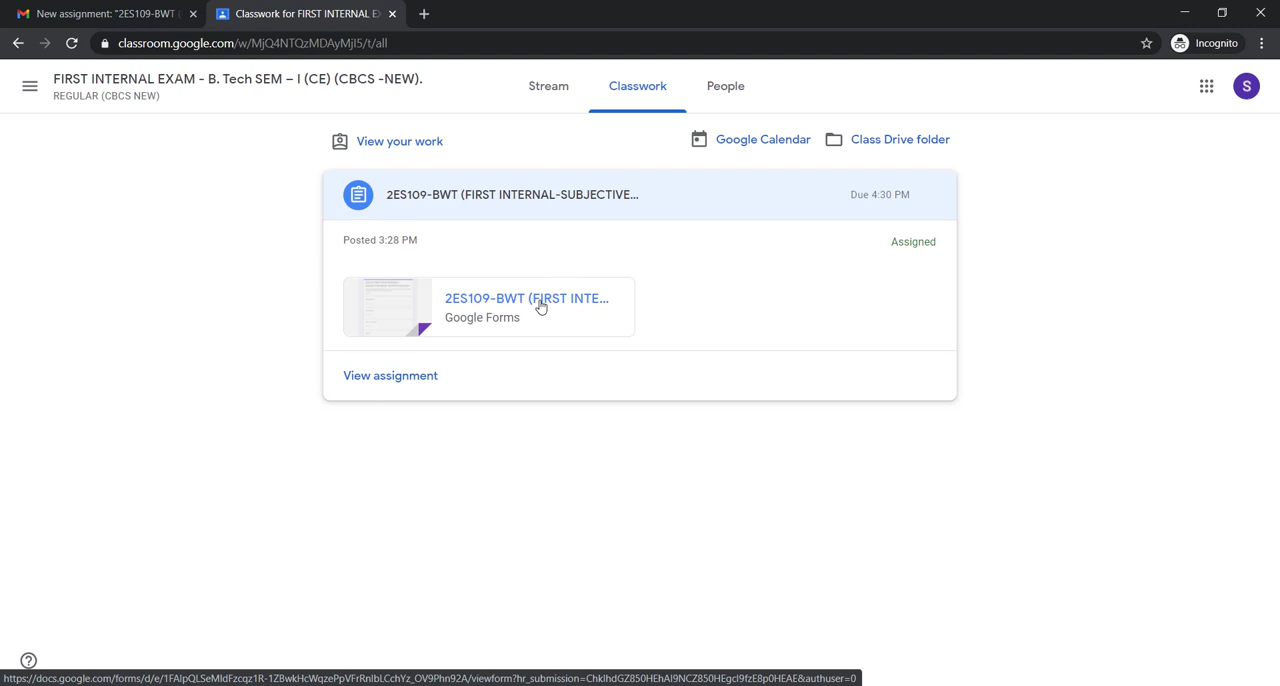 New assignment: "2ES109-BWT (
Classwork for FIRST INTERNAL EX
classroom.google.com/w/MjQ4NTQzMDAyMjI5/t/all
Incognito
FIRST INTERNAL EXAM - B. Tech SEM – I (CE) (CBCS -NEW).
REGULAR (CBCS NEW)
Stream
Classwork
People
S
View your work
Google Calendar
Class Drive folder
2ES109-BWT (FIRST INTERNAL-SUBJECTIVE...
Due 4:30 PM
Posted 3:28 PM
Assigned
2ES109-BWT (FIRST INTE...
Google Forms
View assignment
https://docs.google.com/forms/d/e/1FAIpQLSeMIdFzcqz1R-1ZBwkHcWqzePpVFrRnlbLCchYz_OV9Phn92A/viewform?hr_submission=ChkIhdGZ850HEhAI9NCZ850HEgcI9fzE8p0HEAE&authuser=0